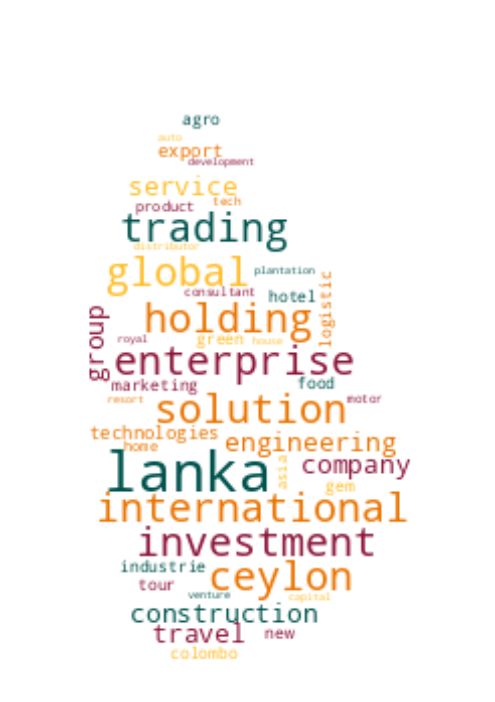 agro
auto
export
development
service
tech
product
trading
distributor
global
plantation
consultant
hotel
logistic
holding
group
royal
green
house
enterprise
marketing
food
resort
solution
motor
technologies
engineering
home
lanka
asia
company
gem
international
investment
industrie
ceylon
tour
venture
capital
construction
travel
new
colombo